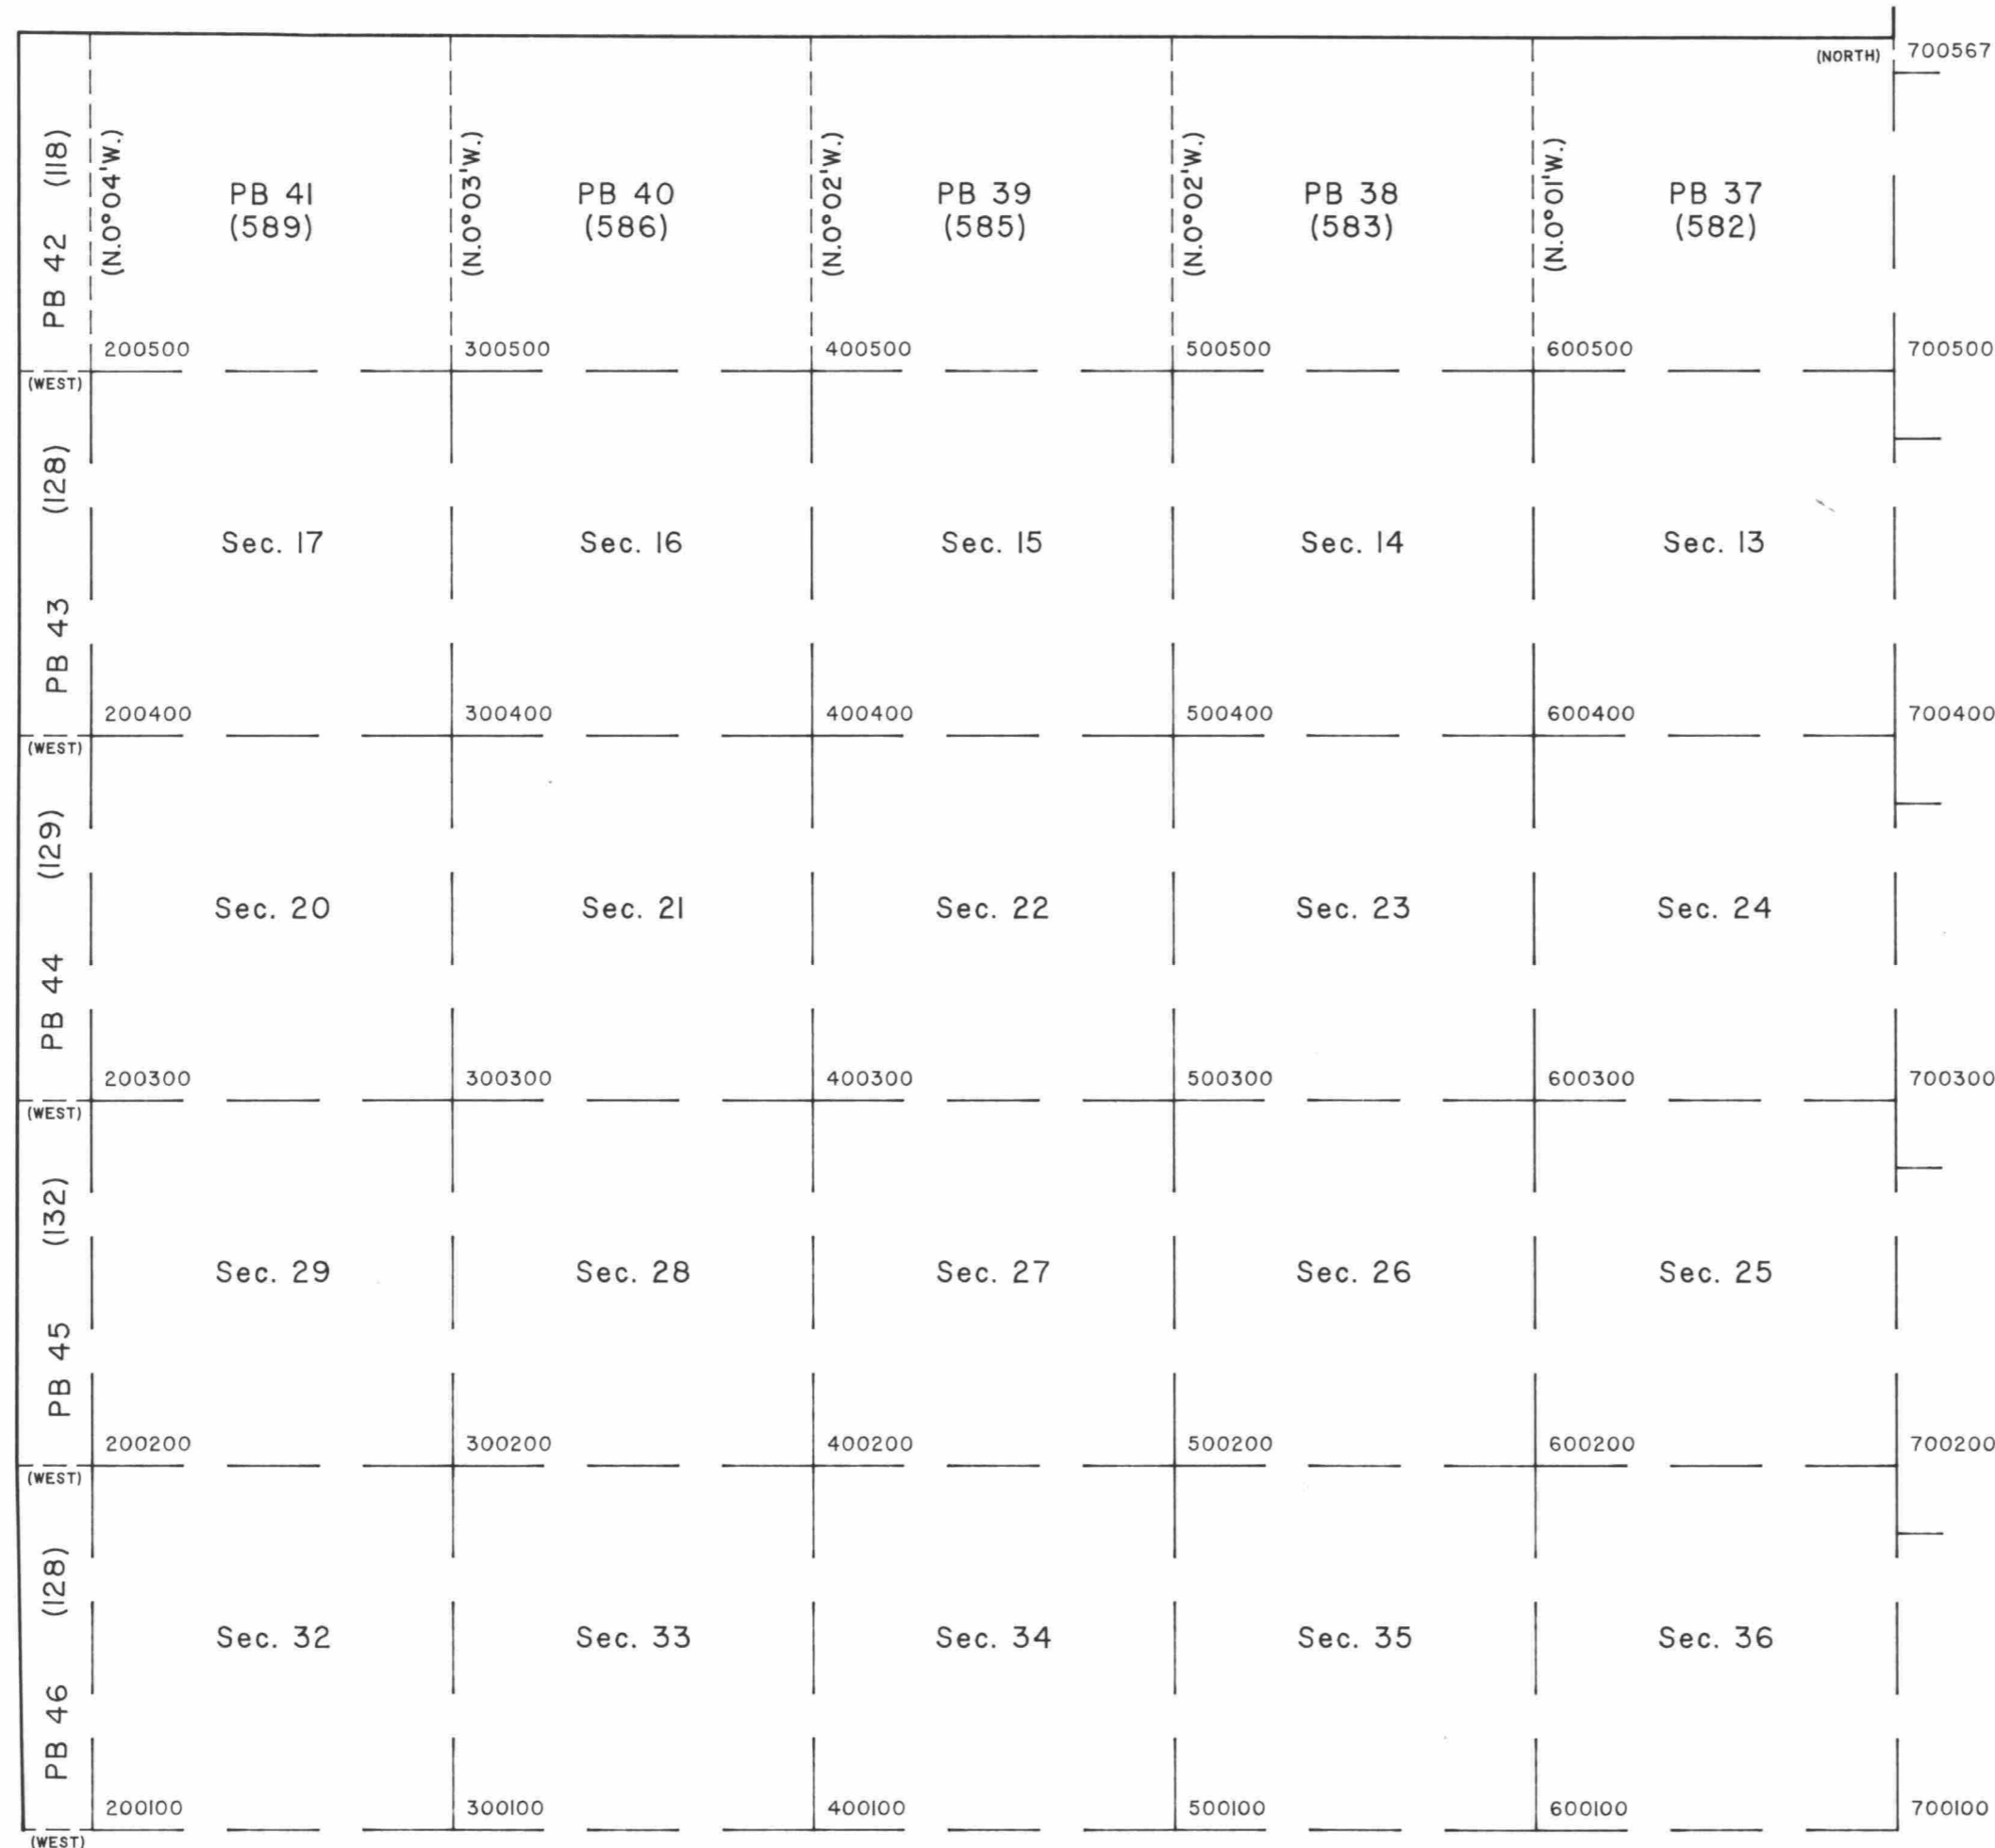 (NORTH) 700567
PB 42 (118)
(N.0°04'W.)
PB 41
(589)
(N.0°03'W.)
PB 40
(586)
(N.0°02'W.)
PB 39
(585)
(N.0°02'W.)
PB 38
(583)
(N.0°01'W.)
PB 37
(582)
200500 300500 400500 500500 600500 700500
(WEST)
PB 43 (128)
Sec. 17 Sec. 16 Sec. 15 Sec. 14 Sec. 13
200400 300400 400400 500400 600400 700400
(WEST)
PB 44 (129)
Sec. 20 Sec. 21 Sec. 22 Sec. 23 Sec. 24
200300 300300 400300 500300 600300 700300
(WEST)
PB 45 (132)
Sec. 29 Sec. 28 Sec. 27 Sec. 26 Sec. 25
200200 300200 400200 500200 600200 700200
(WEST)
PB 46 (128)
Sec. 32 Sec. 33 Sec. 34 Sec. 35 Sec. 36
200100 300100 400100 500100 600100 700100
(WEST)